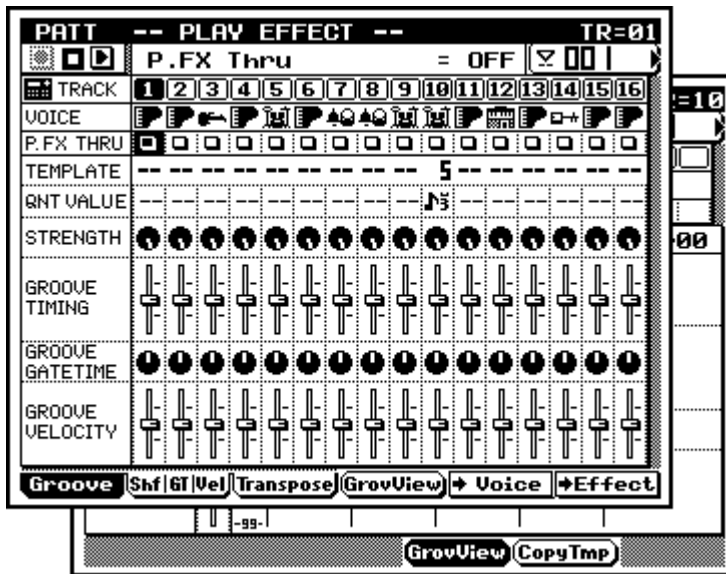 PATT -- PLAY EFFECT -- TR=01
P.FX Thru = OFF
TRACK 1 2 3 4 5 6 7 8 9 10 11 12 13 14 15 16
VOICE
P.FX THRU
TEMPLATE -- -- -- -- -- -- -- -- -- 5 -- -- -- -- -- --
QNT VALUE -- -- -- -- -- -- -- -- -- 3 -- -- -- -- -- --
STRENGTH
GROOVE
TIMING
GROOVE
GATETIME
GROOVE
VELOCITY
Groove Shf GT Vel Transpose GrovView ➔ Voice ➔Effect
=10
00
-99-
GrovView CopyTmp